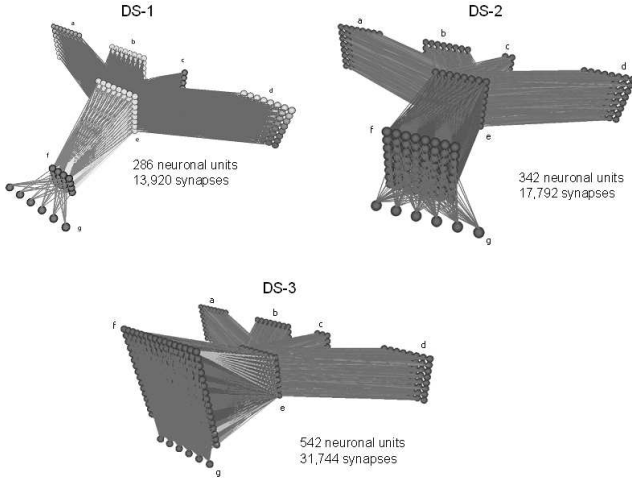 DS-1
a
b
c
d
e
f
g
286 neuronal units
13,920 synapses
DS-2
a
b
c
d
e
f
g
342 neuronal units
17,792 synapses
DS-3
a
b
c
d
e
f
g
542 neuronal units
31,744 synapses